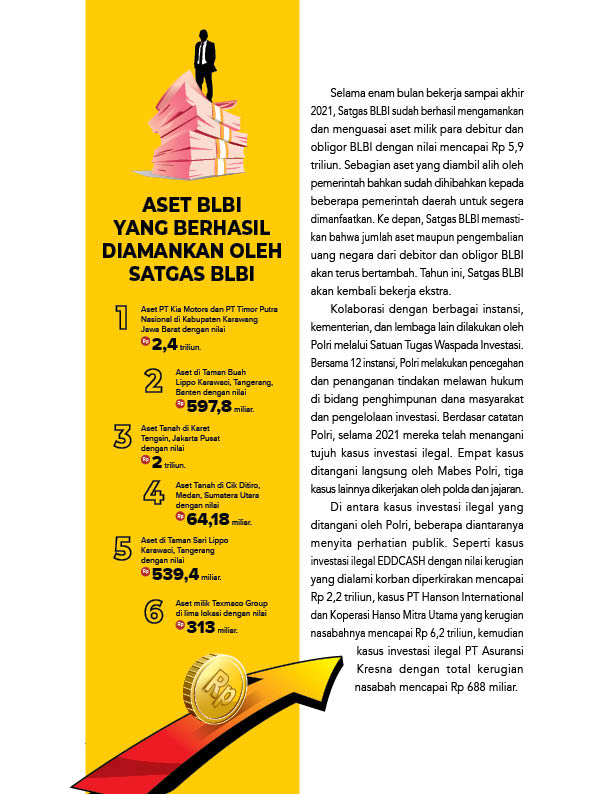 ASET BLBI
YANG BERHASIL
DIAMANKAN OLEH
SATGAS BLBI
1
Aset PT Kia Motors dan PT Timor Putra
Nasional di Kabupaten Karawang
Jawa Barat dengan nilai
Rp 2,4 triliun.
2
Aset di Taman Buah
Lippo Karawaci, Tangerang,
Banten dengan nilai
Rp 597,8 miliar.
3
Aset Tanah di Karet
Tengsin, Jakarta Pusat
dengan nilai
Rp 2 triliun.
4
Aset Tanah di Cik Ditiro,
Medan, Sumatera Utara
dengan nilai
Rp 64,18 miliar.
5
Aset di Taman Sari Lippo
Karawaci, Tangerang
dengan nilai
Rp 539,4 miliar.
6
Aset milik Texmaco Group
di lima lokasi dengan nilai
Rp 313 miliar.
Rp
Selama enam bulan bekerja sampai akhir
2021, Satgas BLBI sudah berhasil mengamankan
dan menguasai aset milik para debitur dan
obligor BLBI dengan nilai mencapai Rp 5,9
triliun. Sebagian aset yang diambil alih oleh
pemerintah bahkan sudah dihibahkan kepada
beberapa pemerintah daerah untuk segera
dimanfaatkan. Ke depan, Satgas BLBI memasti-
kan bahwa jumlah aset maupun pengembalian
uang negara dari debitor dan obligor BLBI
akan terus bertambah. Tahun ini, Satgas BLBI
akan kembali bekerja ekstra.
Kolaborasi dengan berbagai instansi,
kementerian, dan lembaga lain dilakukan oleh
Polri melalui Satuan Tugas Waspada Investasi.
Bersama 12 instansi, Polri melakukan pencegahan
dan penanganan tindakan melawan hukum
di bidang penghimpunan dana masyarakat
dan pengelolaan investasi. Berdasar catatan
Polri, selama 2021 mereka telah menangani
tujuh kasus investasi ilegal. Empat kasus
ditangani langsung oleh Mabes Polri, tiga
kasus lainnya dikerjakan oleh polda dan jajaran.
Di antara kasus investasi ilegal yang
ditangani oleh Polri, beberapa diantaranya
menyita perhatian publik. Seperti kasus
investasi ilegal EDDCASH dengan nilai kerugian
yang dialami korban diperkirakan mencapai
Rp 2,2 triliun, kasus PT Hanson International
dan Koperasi Hanso Mitra Utama yang kerugian
nasabahnya mencapai Rp 6,2 triliun, kemudian
kasus investasi ilegal PT Asuransi
Kresna dengan total kerugian
nasabah mencapai Rp 688 miliar.